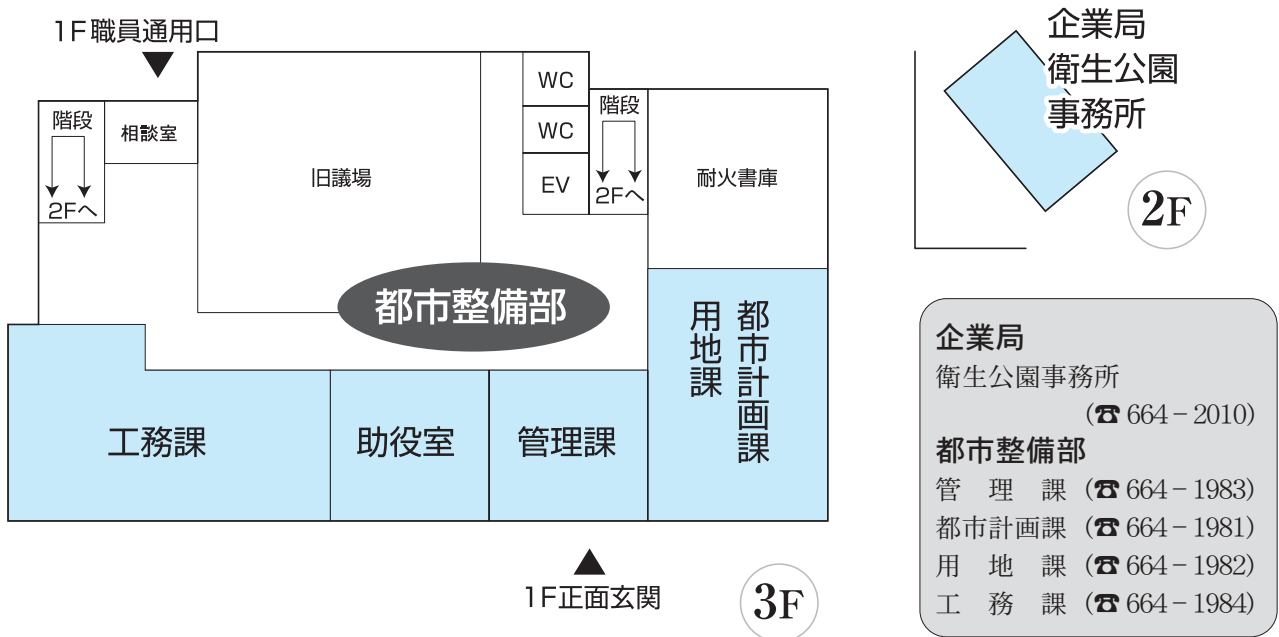 1F職員通用口
階段
2Fへ
相談室
旧議場
WC
WC
EV
階段
2Fへ
耐火書庫
都市整備部
工務課
助役室
管理課
都市計画課
用地課
1F正面玄関
3F
企業局
衛生公園
事務所
2F
企業局
衛生公園事務所
(☎664−2010)
都市整備部
管理課(☎664−1983)
都市計画課(☎664−1981)
用地課(☎664−1982)
工務課(☎664−1984)